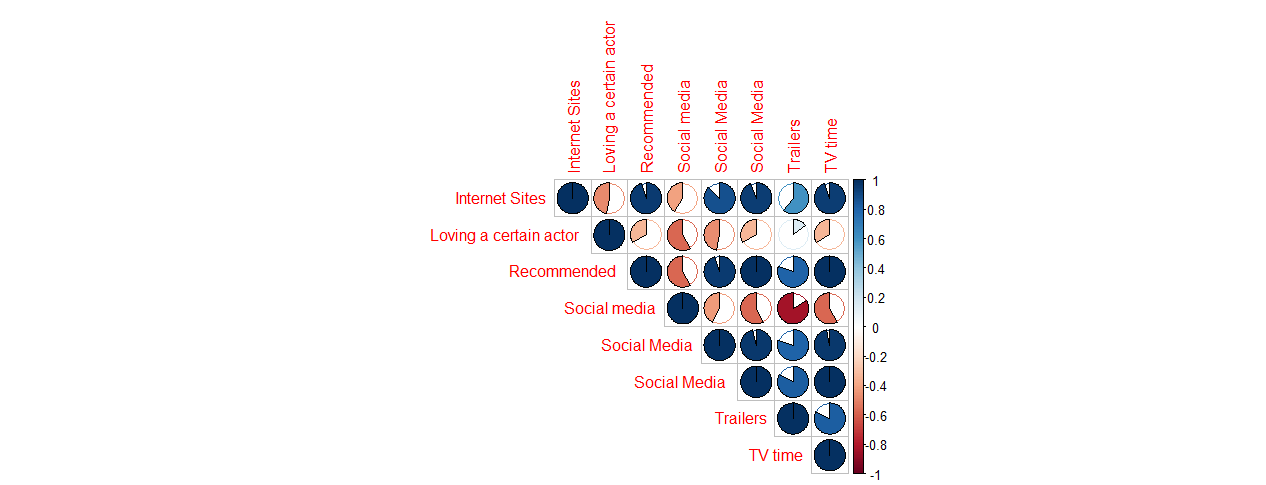 Internet Sites
Loving a certain actor
Recommended
Social media
Social Media
Social Media
Trailers
TV time
Internet Sites
Loving a certain actor
Recommended
Social media
Social Media
Social Media
Trailers
TV time
1
0.8
0.6
0.4
0.2
0
-0.2
-0.4
-0.6
-0.8
-1